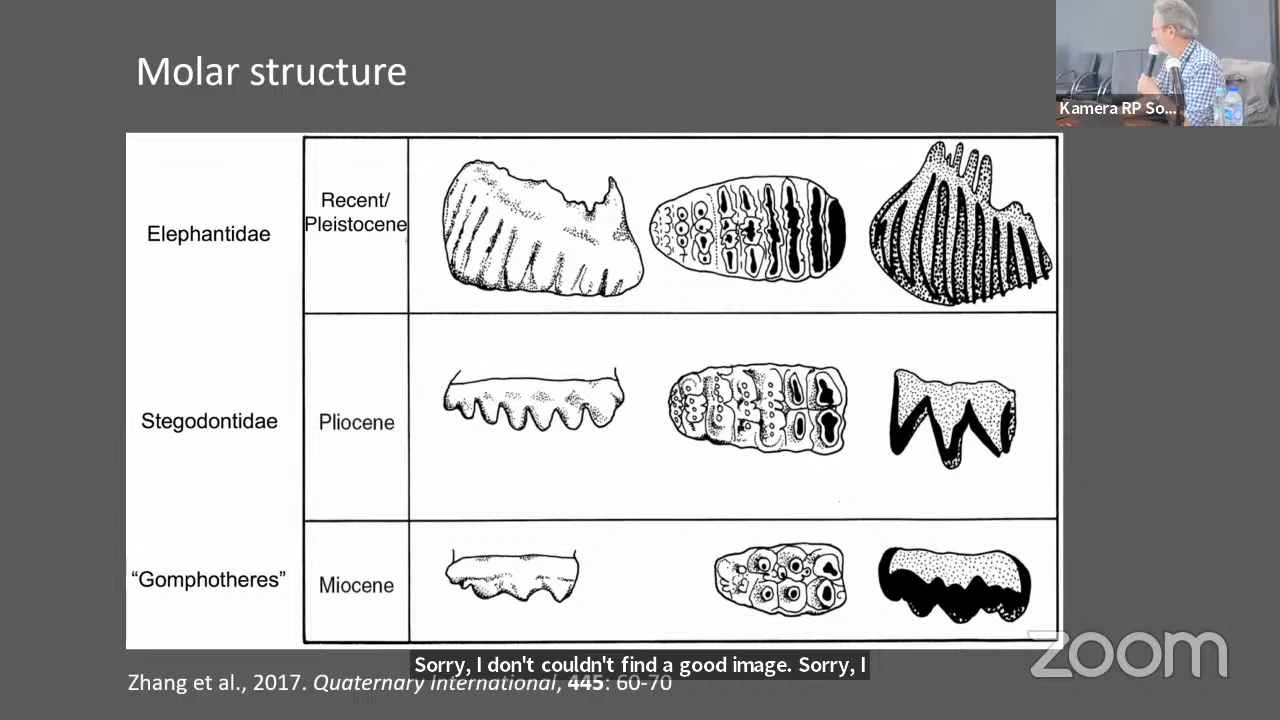 Molar structure
Kamera RP So...
Elephantidae
Recent/
Pleistocene
Stegodontidae
Pliocene
“Gomphotheres”
Miocene
Sorry, I don't couldn't find a good image. Sorry, I
Zhang et al., 2017. Quaternary International, 445: 60-70
zoom